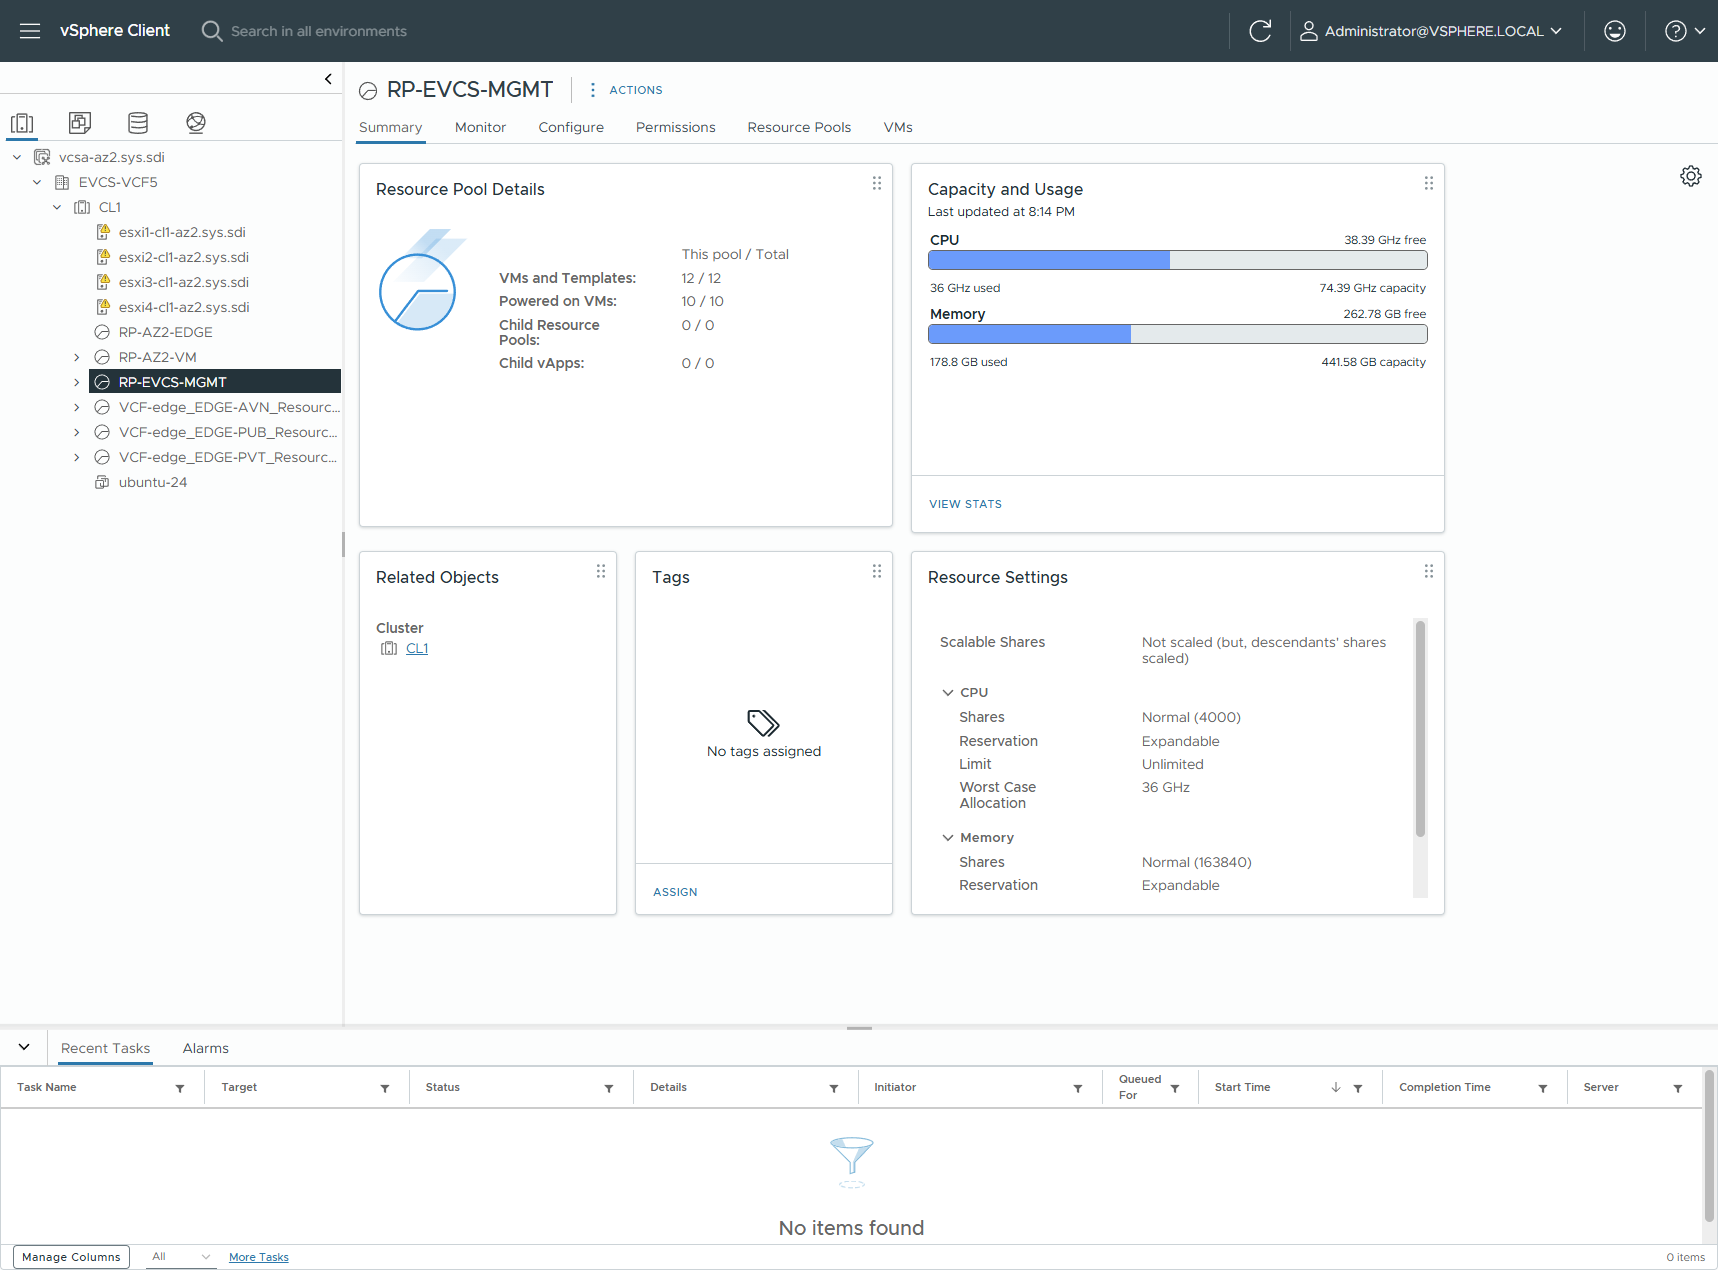 vSphere Client
Search in all environments
Administrator@VSPHERE.LOCAL
vcsa-az2.sys.sdi
EVCS-VCF5
CL1
esxi1-cl1-az2.sys.sdi
esxi2-cl1-az2.sys.sdi
esxi3-cl1-az2.sys.sdi
esxi4-cl1-az2.sys.sdi
RP-AZ2-EDGE
RP-AZ2-VM
RP-EVCS-MGMT
VCF-edge_EDGE-AVN_Resourc...
VCF-edge_EDGE-PUB_Resourc...
VCF-edge_EDGE-PVT_Resourc...
ubuntu-24
RP-EVCS-MGMT
ACTIONS
Summary Monitor Configure Permissions Resource Pools VMs
Resource Pool Details
This pool / Total
VMs and Templates: 12 / 12
Powered on VMs: 10 / 10
Child Resource
Pools: 0 / 0
Child vApps: 0 / 0
Capacity and Usage
Last updated at 8:14 PM
CPU 38.39 GHz free
36 GHz used 74.39 GHz capacity
Memory 262.78 GB free
178.8 GB used 441.58 GB capacity
VIEW STATS
Related Objects
Cluster
CL1
Tags
No tags assigned
ASSIGN
Resource Settings
Scalable Shares Not scaled (but, descendants' shares
scaled)
CPU
Shares Normal (4000)
Reservation Expandable
Limit Unlimited
Worst Case
Allocation 36 GHz
Memory
Shares Normal (163840)
Reservation Expandable
Recent Tasks Alarms
Task Name Target Status Details Initiator Queued
For Start Time Completion Time Server
No items found
Manage Columns All More Tasks 0 items